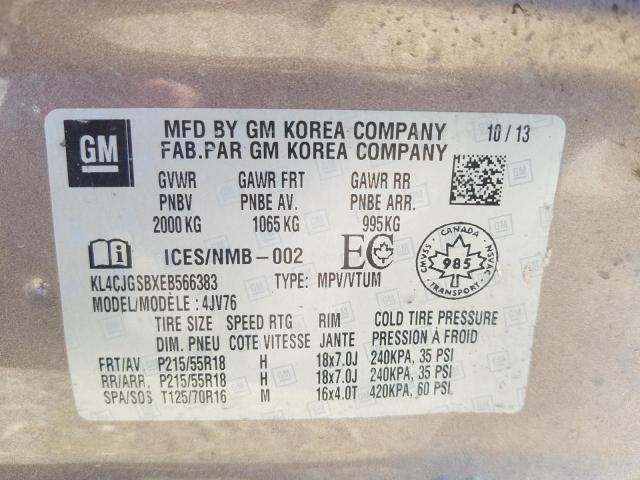 GM
MFD BY GM KOREA COMPANY 10/13
FAB.PAR GM KOREA COMPANY
GVWR GAWR FRT GAWR RR
PNBV PNBE AV. PNBE ARR.
2000 KG 1065 KG 995KG
i ICES/NMB-002 EC
CANADA
CMVSS 985 NSVAC
TRANSPORT
KL4CJGSBXEB566383 TYPE: MPV/VTUM
MODEL/MODÈLE: 4JV76
TIRE SIZE SPEED RTG RIM COLD TIRE PRESSURE
DIM. PNEU COTE VITESSE JANTE PRESSION À FROID
FRT/AV. P215/55R18 H 18x7.0J 240KPA, 35 PSI
RR/ARR. P215/55R18 H 18x7.0J 240KPA, 35 PSI
SPA/SOS T125/70R16 M 16x4.0T 420KPA, 60 PSI